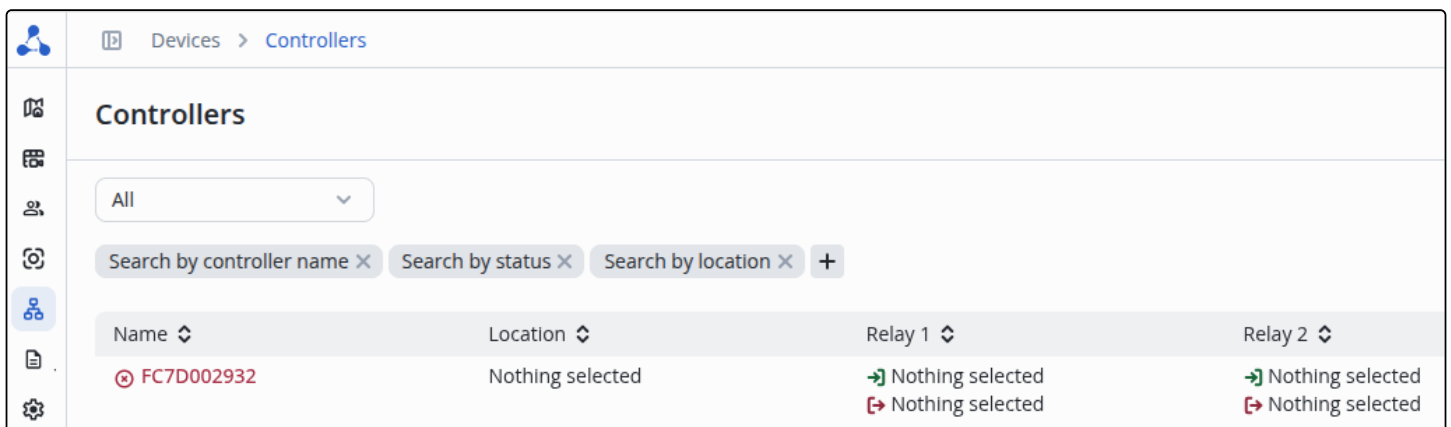 Devices > Controllers
Controllers
All
Search by controller name Search by status Search by location +
Name Location Relay 1 Relay 2
FC7D002932 Nothing selected Nothing selected Nothing selected
Nothing selected Nothing selected